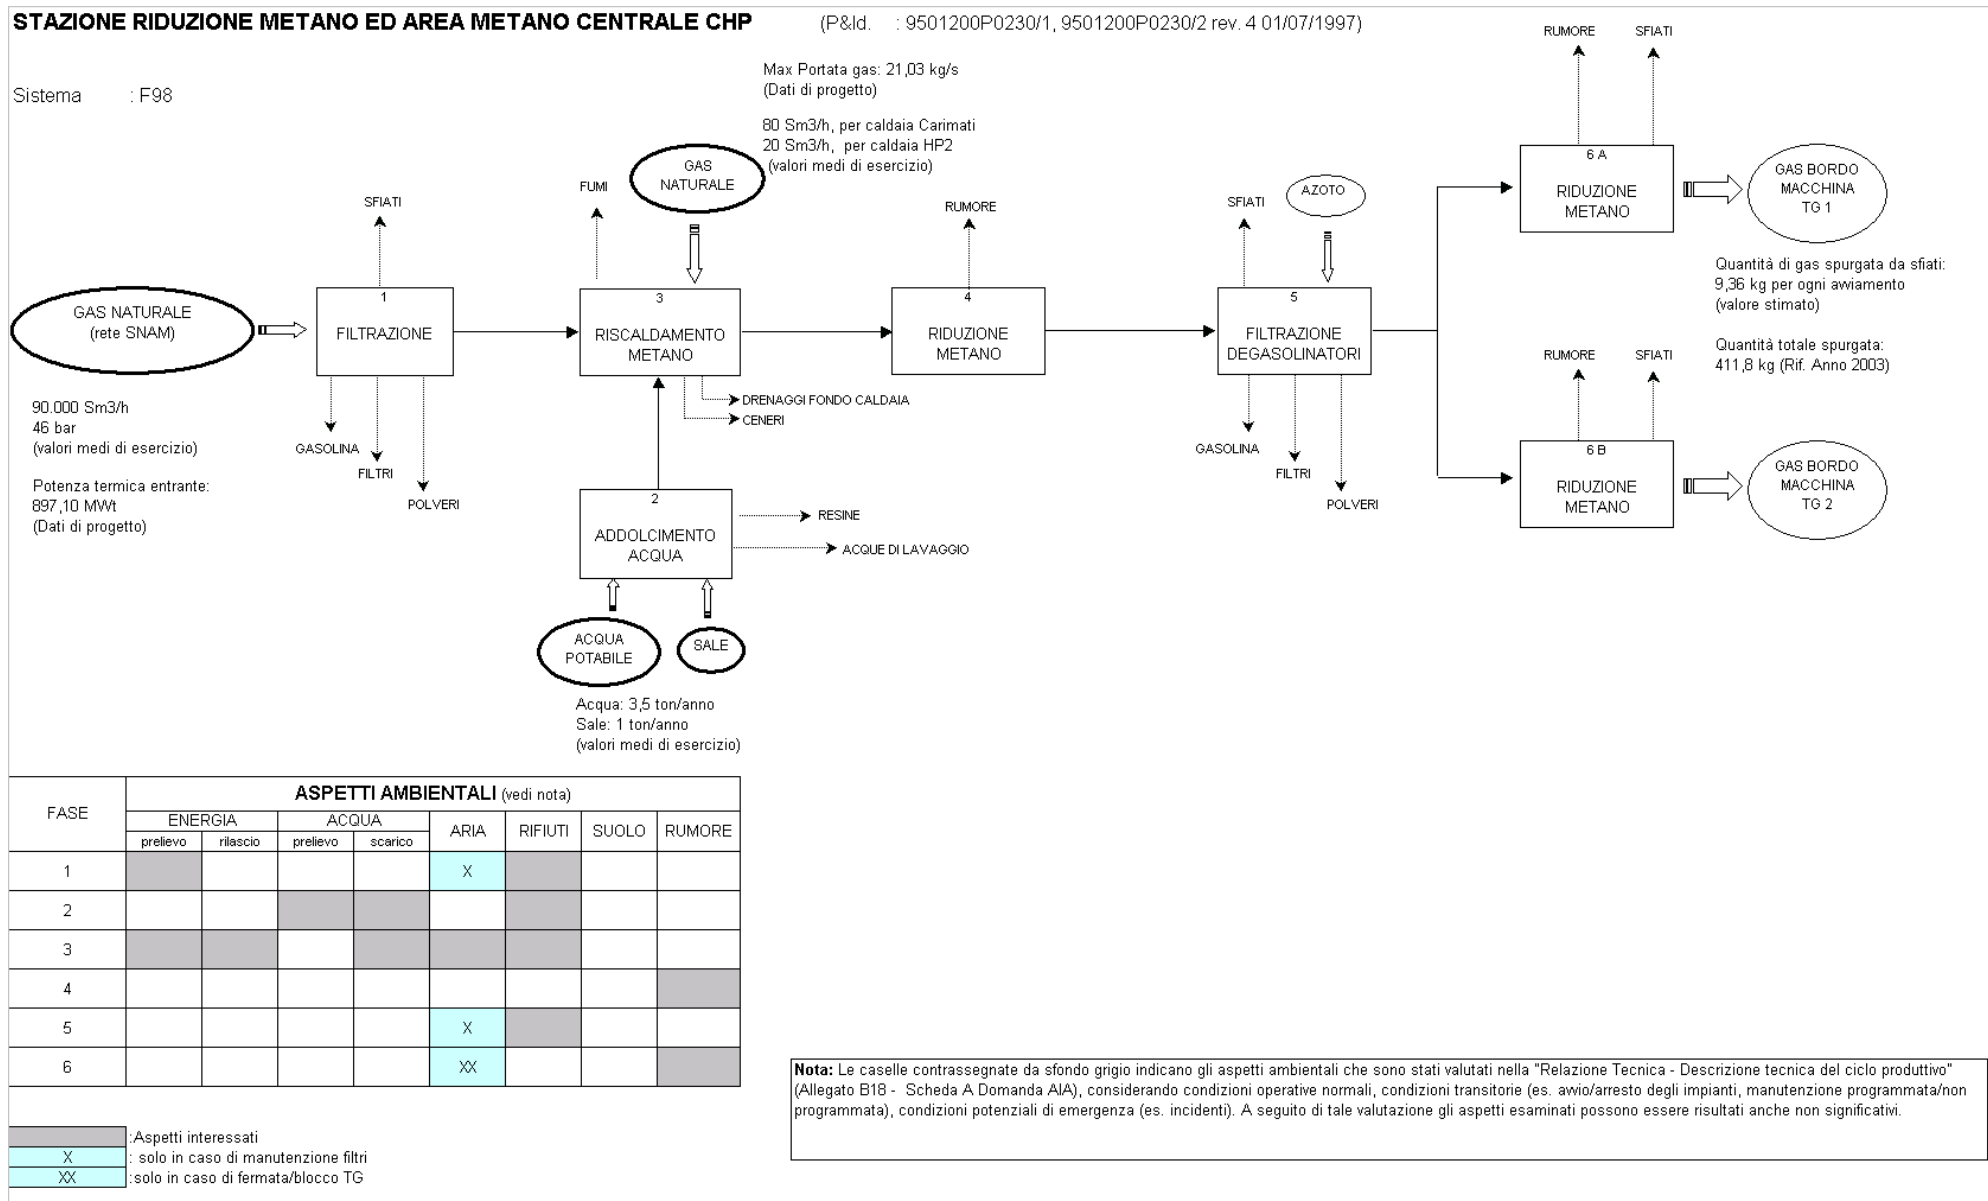 STAZIONE RIDUZIONE METANO ED AREA METANO CENTRALE CHP (P&Id. : 9501200P0230/1, 9501200P0230/2 rev. 4 01/07/1997)
Sistema : F98
Max Portata gas: 21,03 kg/s
(Dati di progetto)
80 Sm3/h, per caldaia Carimati
20 Sm3/h, per caldaia HP2
(valori medi di esercizio)
GAS NATURALE
(rete SNAM)
90.000 Sm3/h
46 bar
(valori medi di esercizio)
Potenza termica entrante:
897,10 MWt
(Dati di progetto)
SFIATI
1
FILTRAZIONE
GASOLINA
FILTRI
POLVERI
FUMI
GAS
NATURALE
3
RISCALDAMENTO
METANO
DRENAGGI FONDO CALDAIA
CENERI
2
ADDOLCIMENTO
ACQUA
RESINE
ACQUE DI LAVAGGIO
ACQUA
POTABILE
SALE
Acqua: 3,5 ton/anno
Sale: 1 ton/anno
(valori medi di esercizio)
RUMORE
4
RIDUZIONE
METANO
SFIATI
AZOTO
5
FILTRAZIONE
DEGASOLINATORI
GASOLINA
FILTRI
POLVERI
RUMORE
SFIATI
6 A
RIDUZIONE
METANO
GAS BORDO
MACCHINA
TG 1
Quantità di gas spurgata da sfiati:
9,36 kg per ogni avviamento
(valore stimato)
Quantità totale spurgata:
411,8 kg (Rif. Anno 2003)
RUMORE
SFIATI
6 B
RIDUZIONE
METANO
GAS BORDO
MACCHINA
TG 2
FASE
ASPETTI AMBIENTALI (vedi nota)
ENERGIA ACQUA ARIA RIFIUTI SUOLO RUMORE
prelievo rilascio prelievo scarico
1 X
2
3
4
5 X
6 XX
:Aspetti interessati
X : solo in caso di manutenzione filtri
XX :solo in caso di fermata/blocco TG
Nota: Le caselle contrassegnate da sfondo grigio indicano gli aspetti ambientali che sono stati valutati nella "Relazione Tecnica - Descrizione tecnica del ciclo produttivo"
(Allegato B18 - Scheda A Domanda AIA), considerando condizioni operative normali, condizioni transitorie (es. avvio/arresto degli impianti, manutenzione programmata/non
programmata), condizioni potenziali di emergenza (es. incidenti). A seguito di tale valutazione gli aspetti esaminati possono essere risultati anche non significativi.